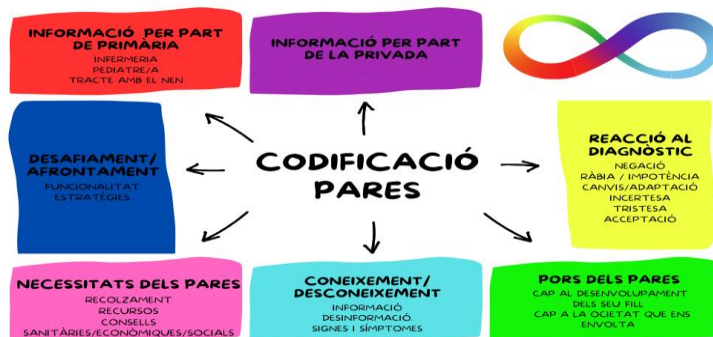 INFORMACIÓ PER PART
DE PRIMÀRIA
INFERMERIA
PEDIATRE/A
TRACTE AMB EL NEN
INFORMACIÓ PER PART
DE LA PRIVADA
DESAFIAMENT/
AFRONTAMENT
FUNCIONALITAT
ESTRATÈGIES
CODIFICACIÓ
PARES
REACCIÓ AL
DIAGNÒSTIC
NEGACIÓ
RÀBIA / IMPOTÈNCIA
CANVIS/ADAPTACIÓ
INCERTESA
TRISTESA
ACCEPTACIÓ
NECESSITATS DELS PARES
RECOLZAMENT
RECURSOS
CONSELLS
SANITÀRIES/ECONÒMIQUES/SOCIALS
CONEIXEMENT/
DESCONEIXEMENT
INFORMACIÓ
DESINFORMACIÓ.
SIGNES I SÍMPTOMES
PORS DELS PARES
CAP AL DESENVOLUPAMENT
DELS SEU FILL
CAP A LA OCIETAT QUE ENS
ENVOLTA